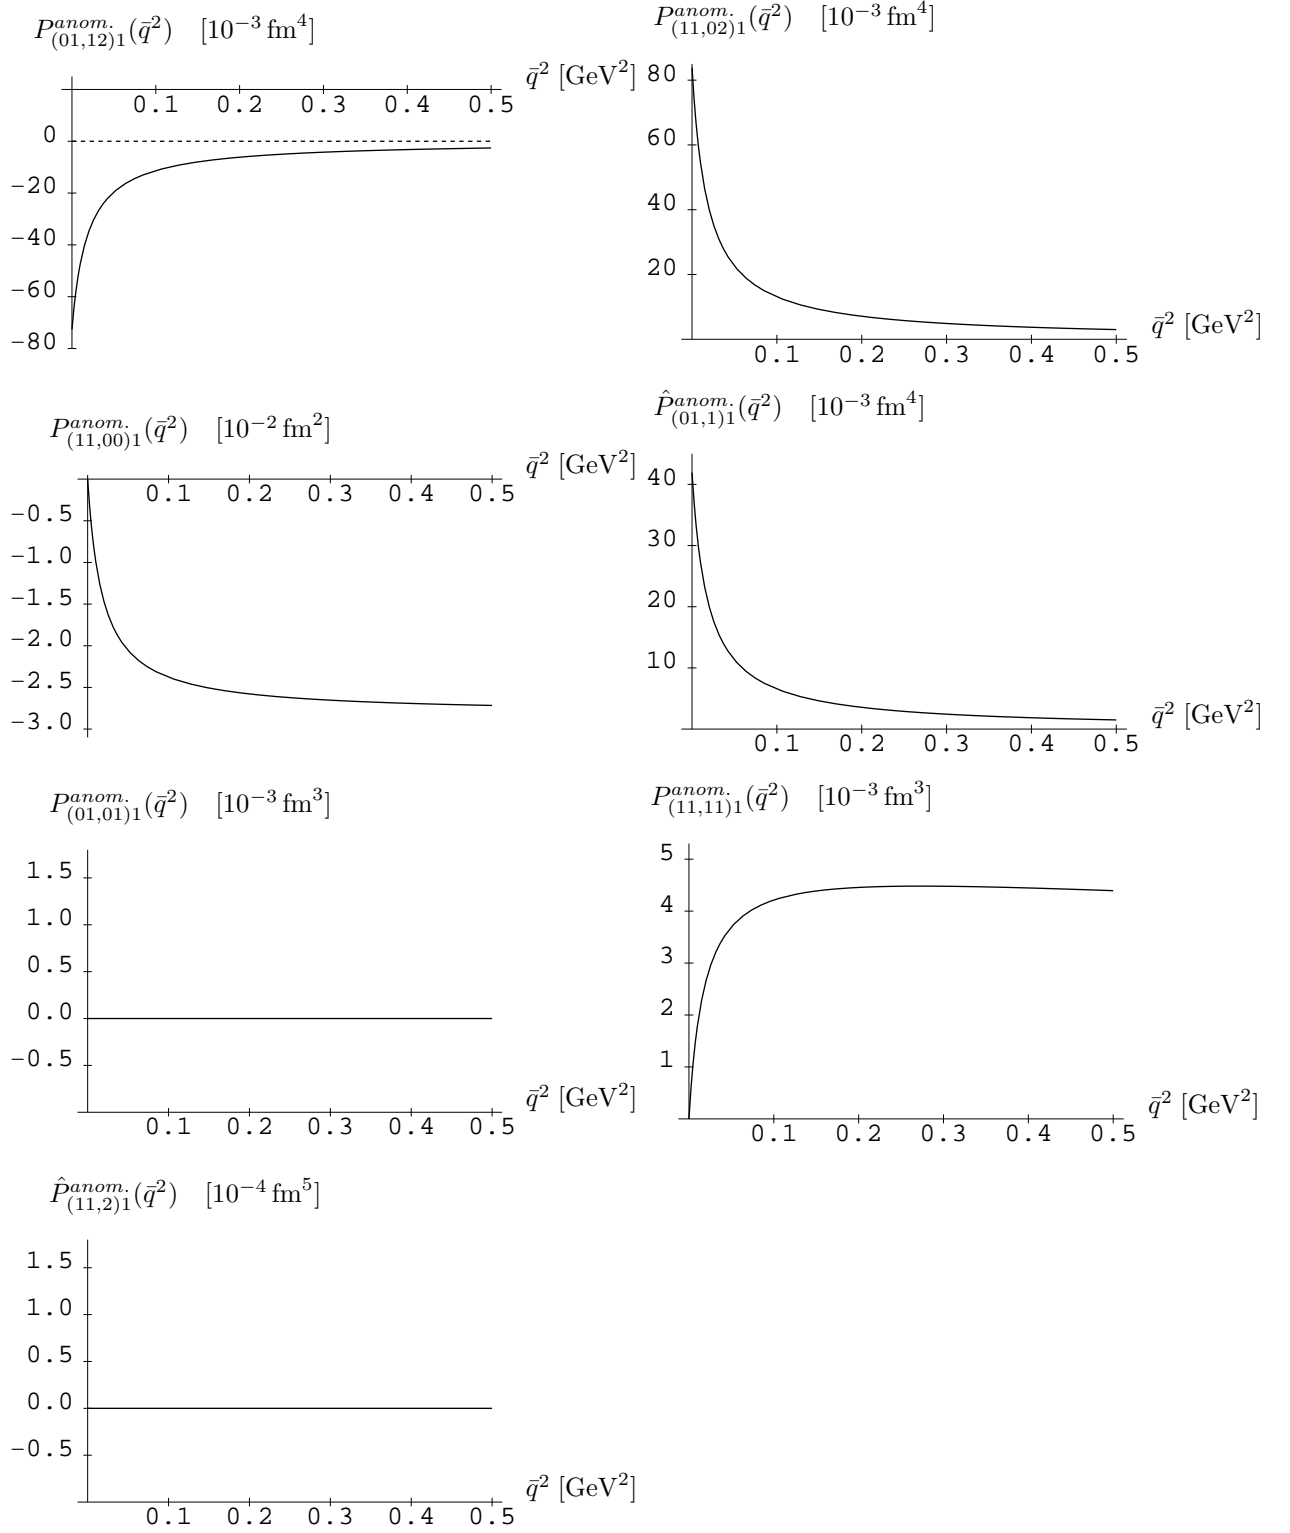 P^{anom.}_{(01,12)1}(q̄²) [10⁻³ fm⁴]
q̄² [GeV²]
0.1 0.2 0.3 0.4 0.5
0
−20
−40
−60
−80
P^{anom.}_{(11,02)1}(q̄²) [10⁻³ fm⁴]
80
60
40
20
q̄² [GeV²]
0.1 0.2 0.3 0.4 0.5
P^{anom.}_{(11,00)1}(q̄²) [10⁻² fm²]
q̄² [GeV²]
0.1 0.2 0.3 0.4 0.5
−0.5
−1.0
−1.5
−2.0
−2.5
−3.0
P̂^{anom.}_{(01,1)1}(q̄²) [10⁻³ fm⁴]
40
30
20
10
q̄² [GeV²]
0.1 0.2 0.3 0.4 0.5
P^{anom.}_{(01,01)1}(q̄²) [10⁻³ fm³]
1.5
1.0
0.5
0.0
−0.5
q̄² [GeV²]
0.1 0.2 0.3 0.4 0.5
P^{anom.}_{(11,11)1}(q̄²) [10⁻³ fm³]
5
4
3
2
1
q̄² [GeV²]
0.1 0.2 0.3 0.4 0.5
P̂^{anom.}_{(11,2)1}(q̄²) [10⁻⁴ fm⁵]
1.5
1.0
0.5
0.0
−0.5
q̄² [GeV²]
0.1 0.2 0.3 0.4 0.5